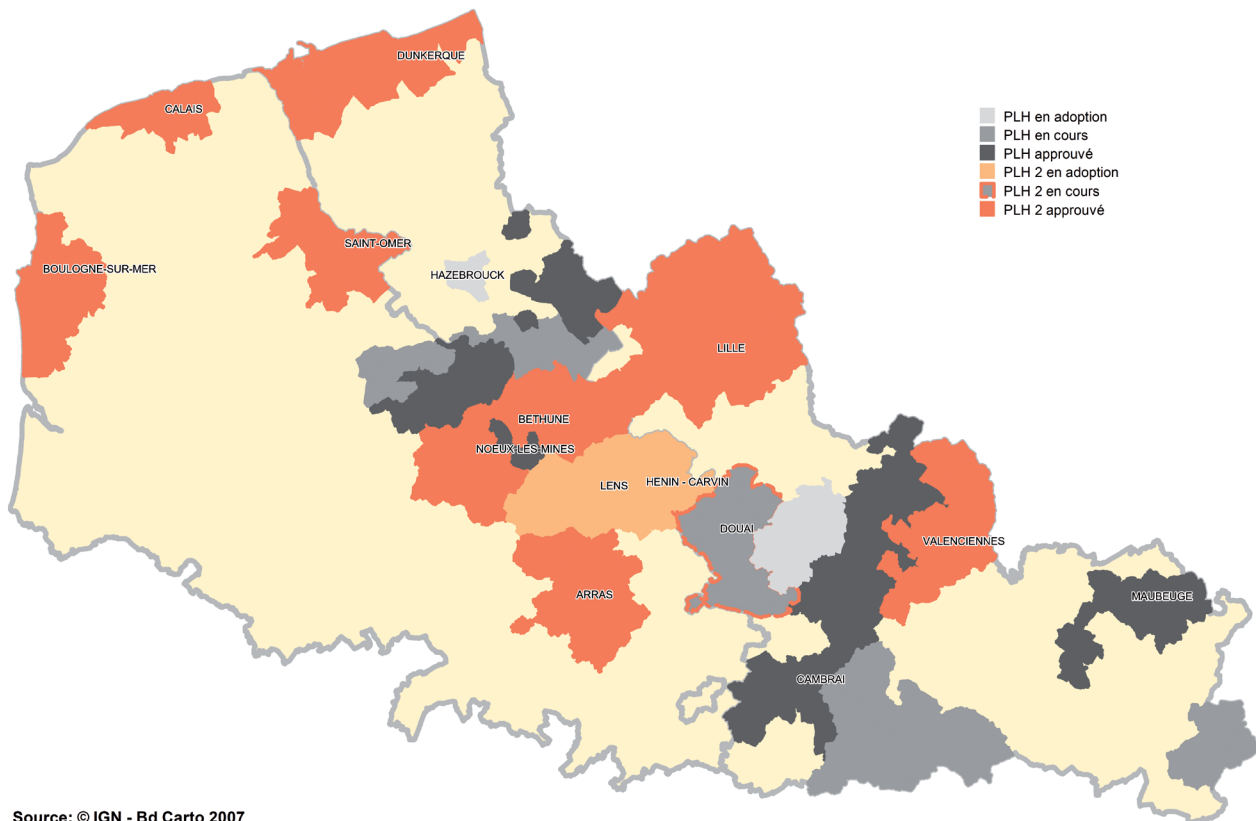 DUNKERQUE
CALAIS
PLH en adoption
PLH en cours
PLH approuvé
PLH 2 en adoption
PLH 2 en cours
PLH 2 approuvé
SAINT-OMER
BOULOGNE-SUR-MER
HAZEBROUCK
LILLE
BETHUNE
NOEUX-LES-MINES
LENS
HENIN - CARVIN
DOUAI
VALENCIENNES
ARRAS
MAUBEUGE
CAMBRAI
Source: © IGN - Bd Carto 2007